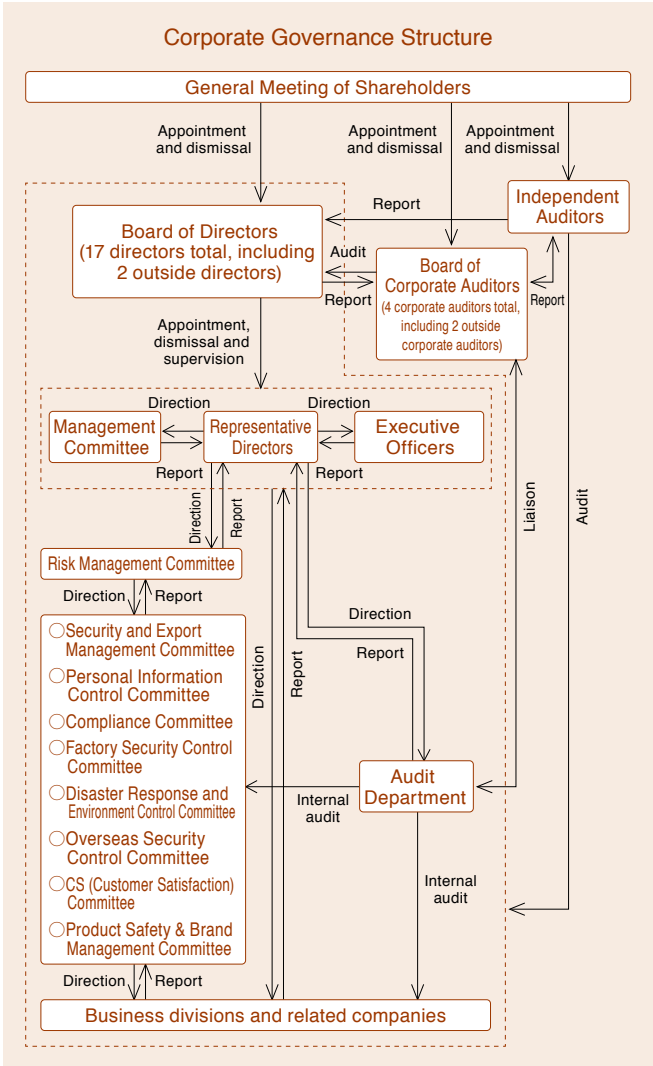 Corporate Governance Structure
General Meeting of Shareholders
Appointment
and dismissal
Appointment
and dismissal
Appointment
and dismissal
Independent
Auditors
Report
Board of Directors
(17 directors total, including
2 outside directors)
Audit
Report
Board of
Corporate Auditors
(4 corporate auditors total,
including 2 outside
corporate auditors)
Report
Appointment,
dismissal and
supervision
Direction
Direction
Management
Committee
Representative
Directors
Executive
Officers
Report
Report
Direction
Report
Liaison
Audit
Risk Management Committee
Direction
Report
○Security and Export
Management Committee
○Personal Information
Control Committee
○Compliance Committee
○Factory Security Control
Committee
○Disaster Response and
Environment Control Committee
○Overseas Security
Control Committee
○CS (Customer Satisfaction)
Committee
○Product Safety & Brand
Management Committee
Direction
Report
Direction
Report
Audit
Department
Internal
audit
Internal
audit
Direction
Report
Business divisions and related companies